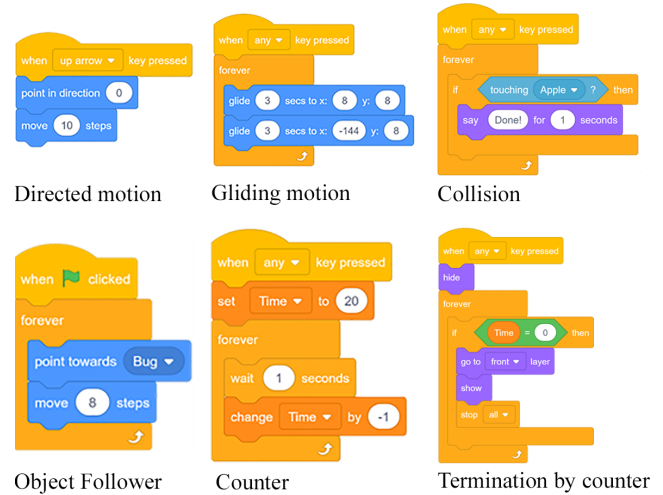 when up arrow key pressed
point in direction 0
move 10 steps
Directed motion
when any key pressed
forever
glide 3 secs to x: 8 y: 8
glide 3 secs to x: -144 y: 8
Gliding motion
when any key pressed
forever
if touching Apple ? then
say Done! for 1 seconds
Collision
when clicked
forever
point towards Bug
move 8 steps
Object Follower
when any key pressed
set Time to 20
forever
wait 1 seconds
change Time by -1
Counter
when any key pressed
hide
forever
if Time = 0 then
go to front layer
show
stop all
Termination by counter